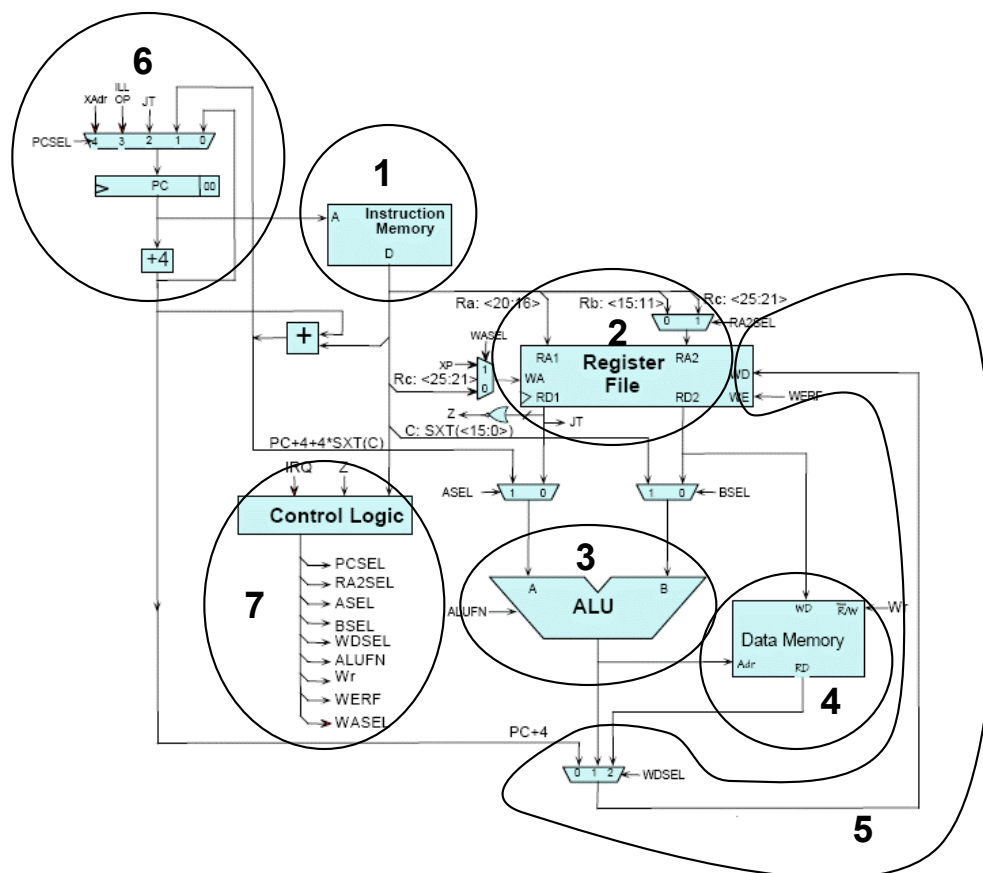 6
XAdr
ILL
OP
JT
PCSEL
4 3 2 1 0
PC
00
+4
1
A
Instruction
Memory
D
Ra: <20:16>
Rb: <15:11>
Rc: <25:21>
0 1
RA2SEL
2
WASEL
XP
1
0
Rc: <25:21>
RA1
RA2
Register
File
WA
WD
RD1
RD2
WE
WERF
+
Z
JT
C: SXT(<15:0>)
PC+4+4*SXT(C)
IRQ
Z
ASEL
1 0
1 0
BSEL
Control Logic
7
PCSEL
RA2SEL
ASEL
BSEL
WDSEL
ALUFN
Wr
WERF
WASEL
3
A
B
ALU
ALUFN
WD
R/W
Wr
Data Memory
Adr
RD
4
PC+4
0 1 2
WDSEL
5